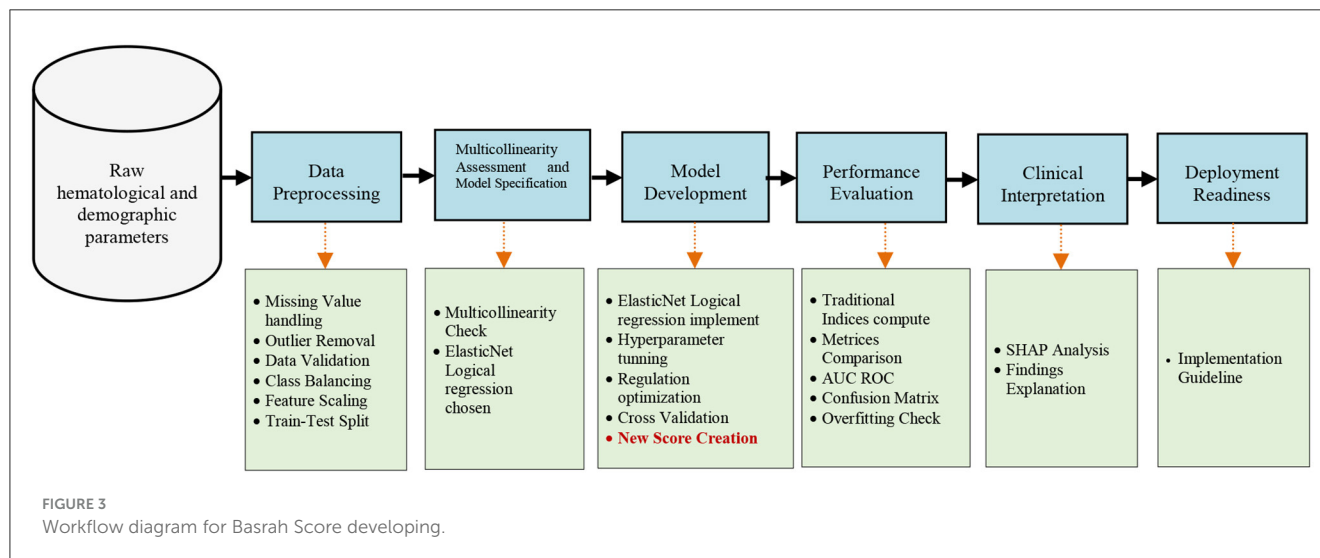 Raw
hematological and
demographic
parameters
Data
Preprocessing
Multicollinearity
Assessment and
Model Specification
Model
Development
Performance
Evaluation
Clinical
Interpretation
Deployment
Readiness
• Missing Value
handling
• Outlier Removal
• Data Validation
• Class Balancing
• Feature Scaling
• Train-Test Split
• Multicollinearity
Check
• ElasticNet
Logical
regression
chosen
• ElasticNet Logical
regression implement
• Hyperparameter
tunning
• Regulation
optimization
• Cross Validation
• New Score Creation
• Traditional
Indices compute
• Metrices
Comparison
• AUC ROC
• Confusion Matrix
• Overfitting Check
• SHAP Analysis
• Findings
Explanation
• Implementation
Guideline
FIGURE 3
Workflow diagram for Basrah Score developing.